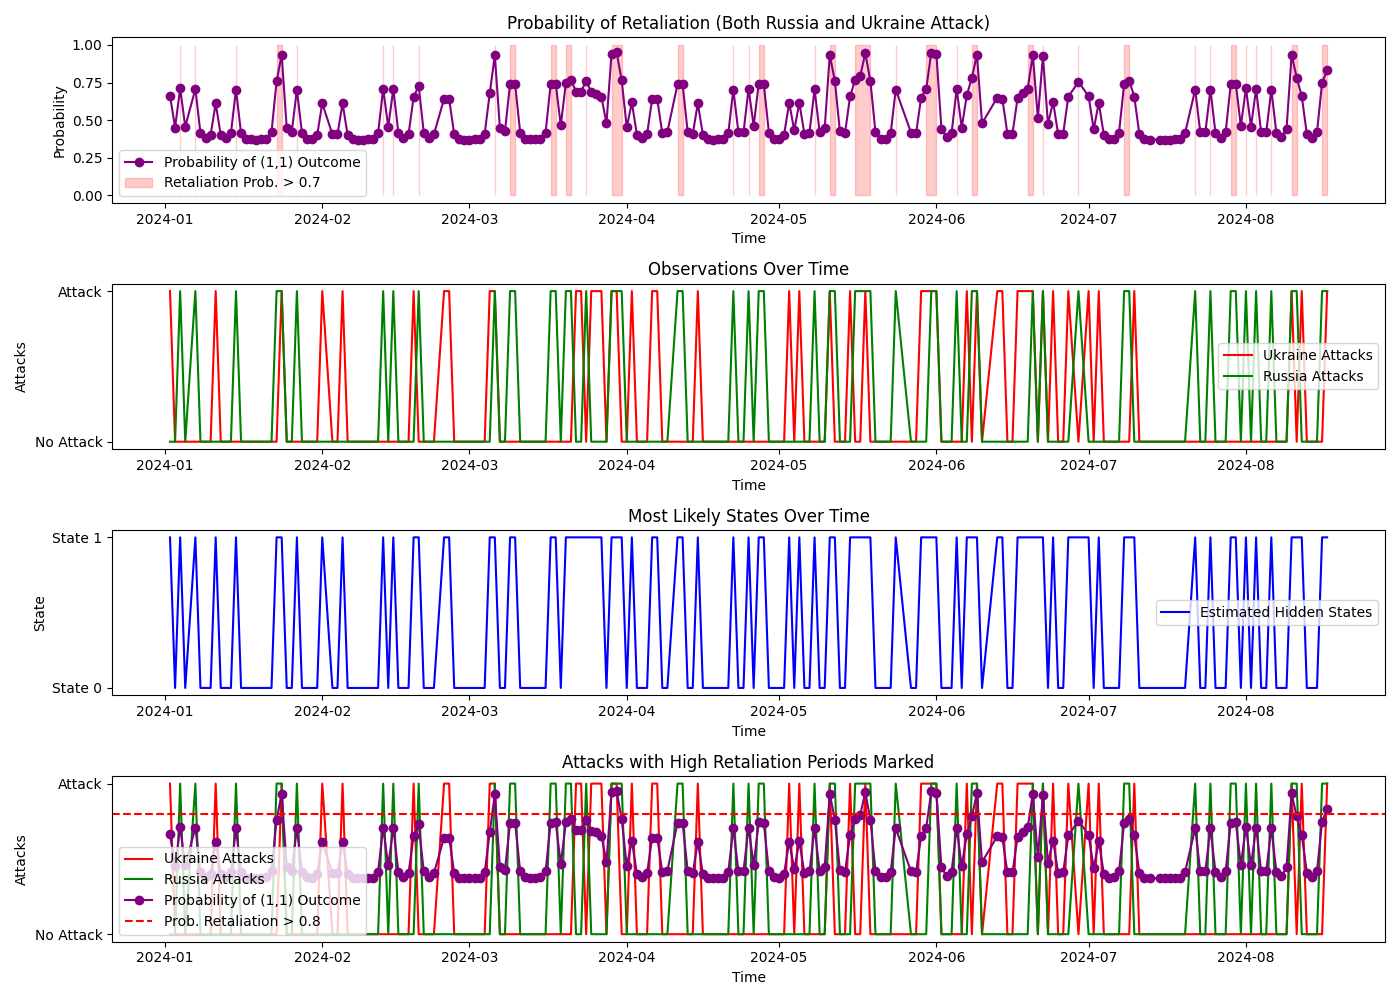 Probability of Retaliation (Both Russia and Ukraine Attack)
Probability
1.00
0.75
0.50
0.25
0.00
Probability of (1,1) Outcome
Retaliation Prob. > 0.7
2024-01 2024-02 2024-03 2024-04 2024-05 2024-06 2024-07 2024-08
Time
Observations Over Time
Attacks
Attack
No Attack
Ukraine Attacks
Russia Attacks
2024-01 2024-02 2024-03 2024-04 2024-05 2024-06 2024-07 2024-08
Time
Most Likely States Over Time
State
State 1
State 0
Estimated Hidden States
2024-01 2024-02 2024-03 2024-04 2024-05 2024-06 2024-07 2024-08
Time
Attacks with High Retaliation Periods Marked
Attacks
Attack
No Attack
Ukraine Attacks
Russia Attacks
Probability of (1,1) Outcome
Prob. Retaliation > 0.8
2024-01 2024-02 2024-03 2024-04 2024-05 2024-06 2024-07 2024-08
Time